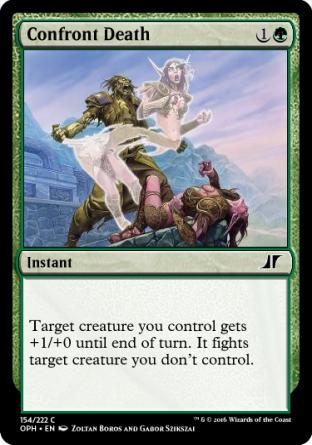 Confront Death 1
Instant
Target creature you control gets
+1/+0 until end of turn. It fights
target creature you don't control.
154/222 C
OPH • EN Zoltan Boros and Gabor Szikszai
™ & © 2016 Wizards of the Coast